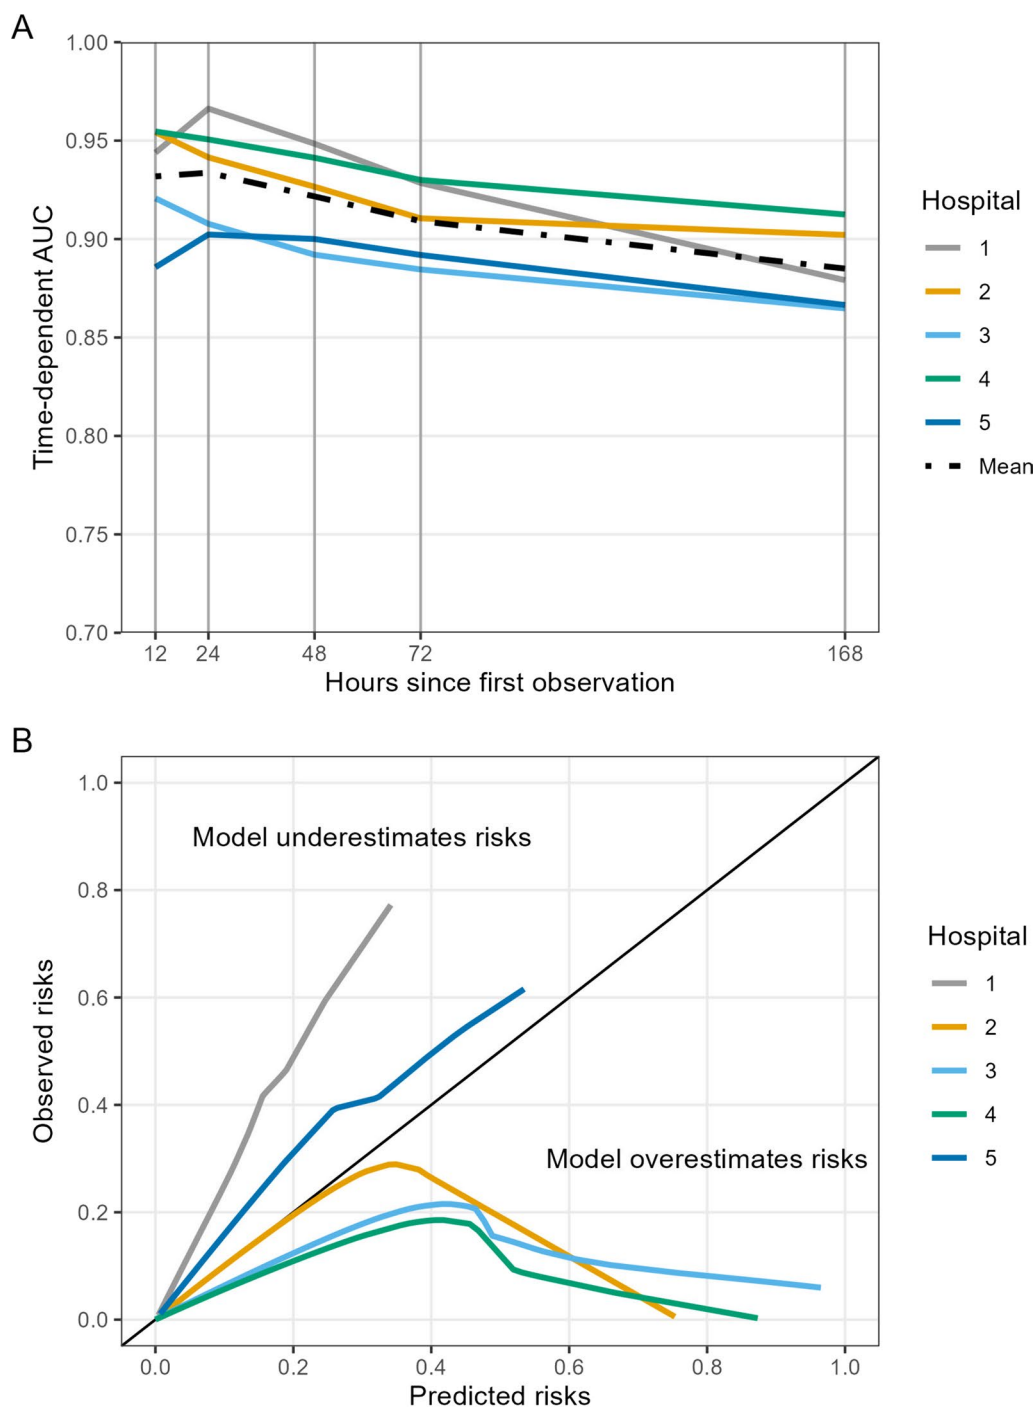 A
1.00
0.95
0.90
0.85
0.80
0.75
0.70
Time-dependent AUC
12 24 48 72 168
Hours since first observation
Hospital
1
2
3
4
5
Mean
B
1.0
0.8
0.6
0.4
0.2
0.0
Observed risks
Model underestimates risks
Model overestimates risks
0.0 0.2 0.4 0.6 0.8 1.0
Predicted risks
Hospital
1
2
3
4
5